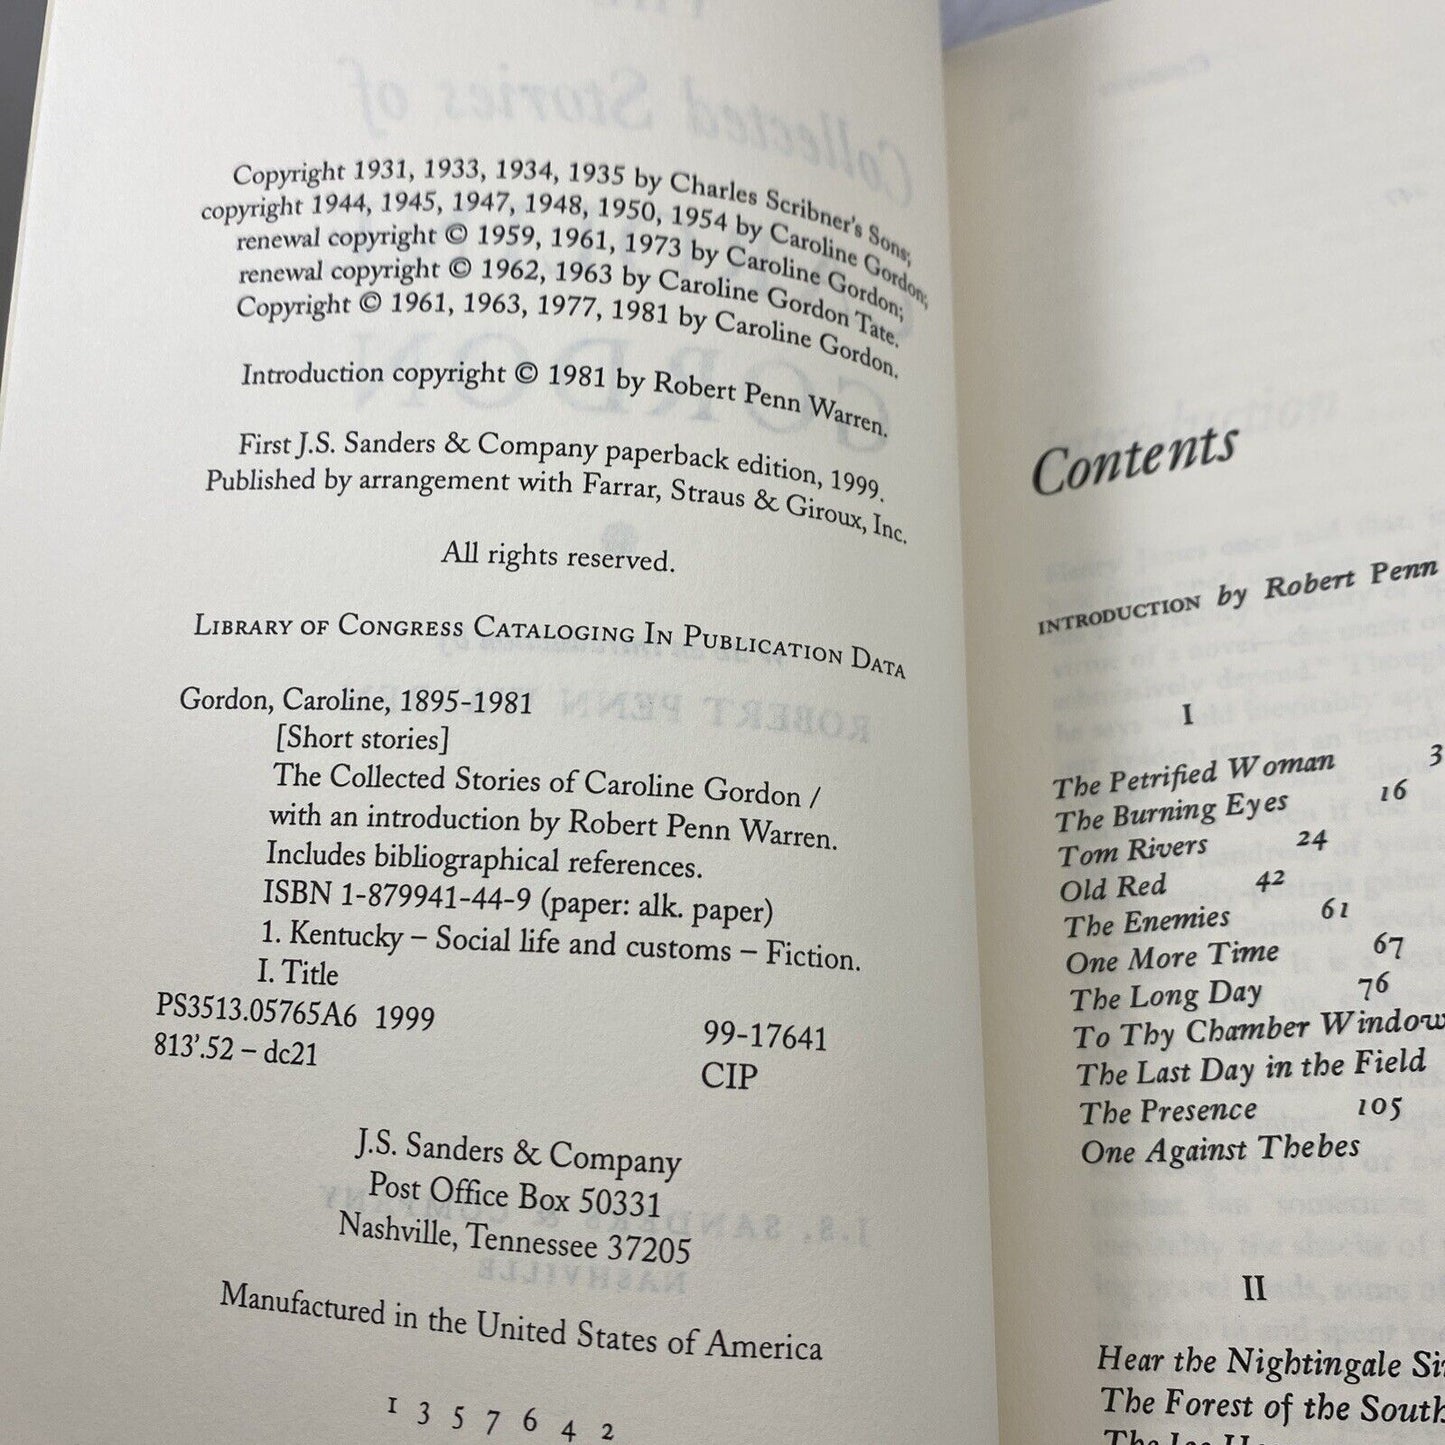 Copyright 1931, 1933, 1934, 1935 by Charles Scribner's Sons;
copyright 1944, 1945, 1947, 1948, 1950, 1954 by Caroline Gordon;
renewal copyright © 1959, 1961, 1973 by Caroline Gordon;
renewal copyright © 1962, 1963 by Caroline Gordon Tate.
Copyright © 1961, 1963, 1977, 1981 by Caroline Gordon.
Introduction copyright © 1981 by Robert Penn Warren.
First J.S. Sanders & Company paperback edition, 1999.
Published by arrangement with Farrar, Straus & Giroux, Inc.
All rights reserved.
LIBRARY OF CONGRESS CATALOGING IN PUBLICATION DATA
Gordon, Caroline, 1895-1981
[Short stories]
The Collected Stories of Caroline Gordon /
with an introduction by Robert Penn Warren.
Includes bibliographical references.
ISBN 1-879941-44-9 (paper: alk. paper)
1. Kentucky – Social life and customs – Fiction.
I. Title
PS3513.05765A6 1999
99-17641
813'.52 – dc21
CIP
J.S. Sanders & Company
Post Office Box 50331
Nashville, Tennessee 37205
Manufactured in the United States of America
1 3 5 7 6 4 2
Contents
INTRODUCTION by Robert Penn
I
The Petrified Woman 3
The Burning Eyes 16
Tom Rivers 24
Old Red 42
The Enemies 61
One More Time 67
The Long Day 76
To Thy Chamber Window
The Last Day in the Field
The Presence 105
One Against Thebes
II
Hear the Nightingale Si
The Forest of the South
The Ice Ho